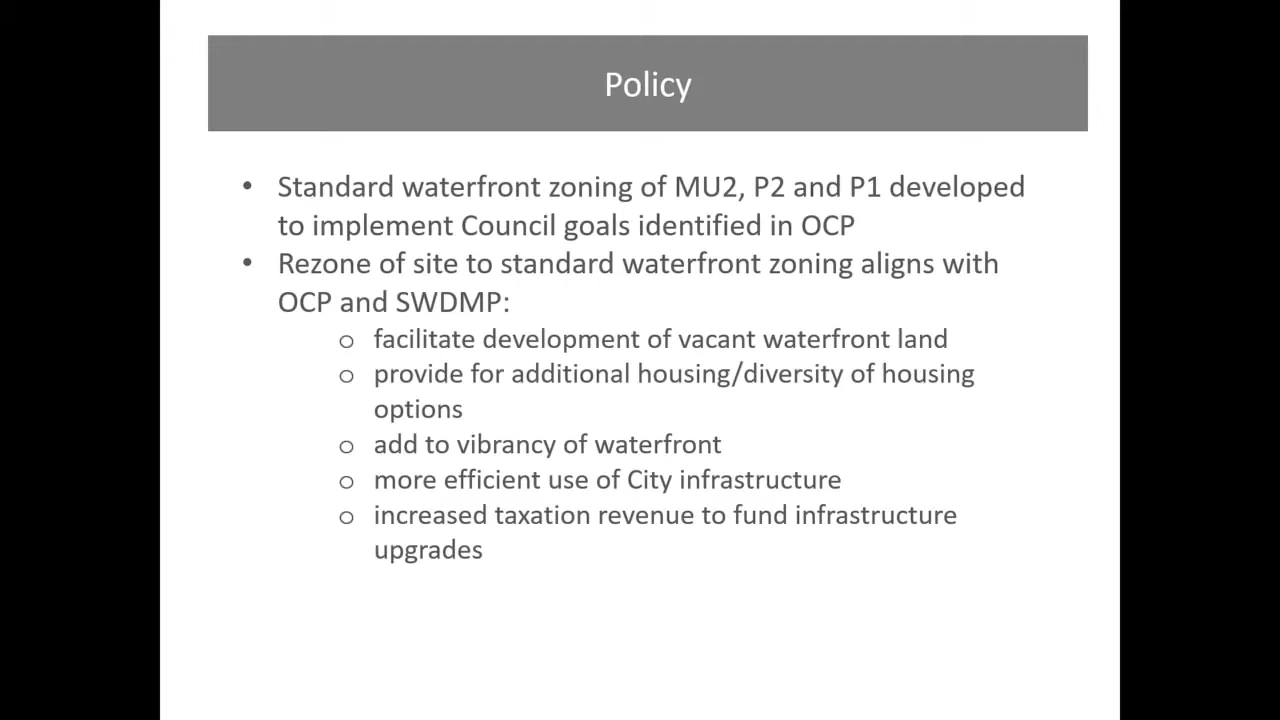 Policy
• Standard waterfront zoning of MU2, P2 and P1 developed
to implement Council goals identified in OCP
• Rezone of site to standard waterfront zoning aligns with
OCP and SWDMP:
o facilitate development of vacant waterfront land
o provide for additional housing/diversity of housing
options
o add to vibrancy of waterfront
o more efficient use of City infrastructure
o increased taxation revenue to fund infrastructure
upgrades